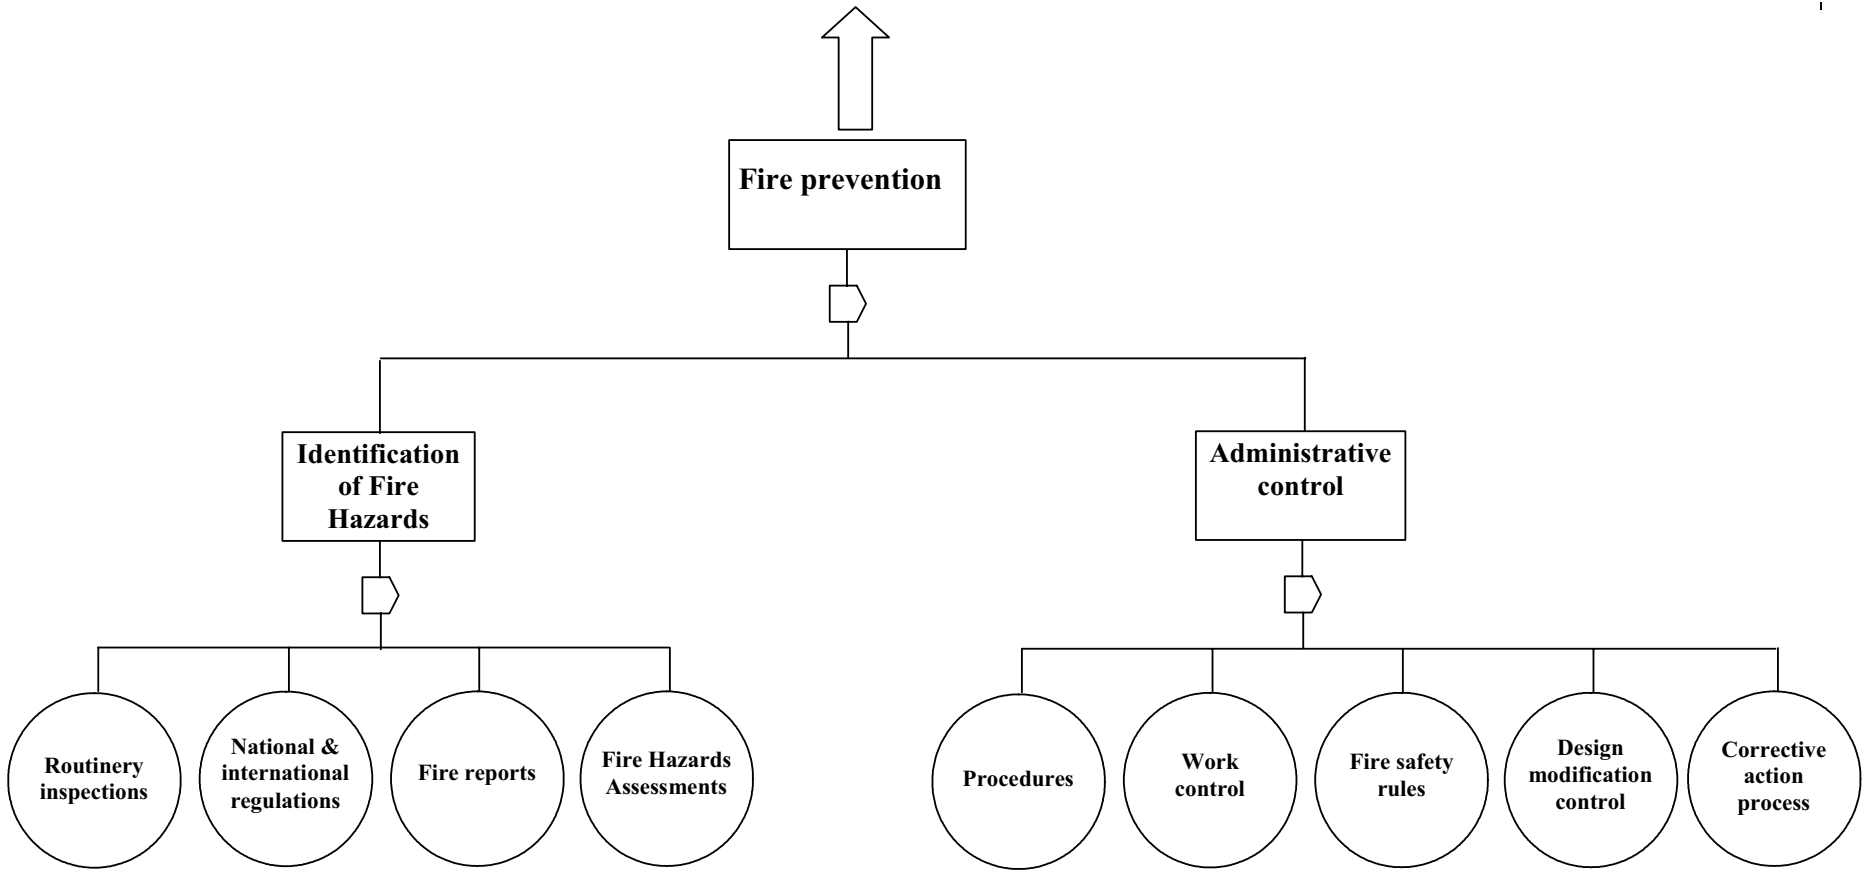 Fire prevention
Identification
of Fire
Hazards
Administrative
control
Routinery
inspections
National &
international
regulations
Fire reports
Fire Hazards
Assessments
Procedures
Work
control
Fire safety
rules
Design
modification
control
Corrective
action
process